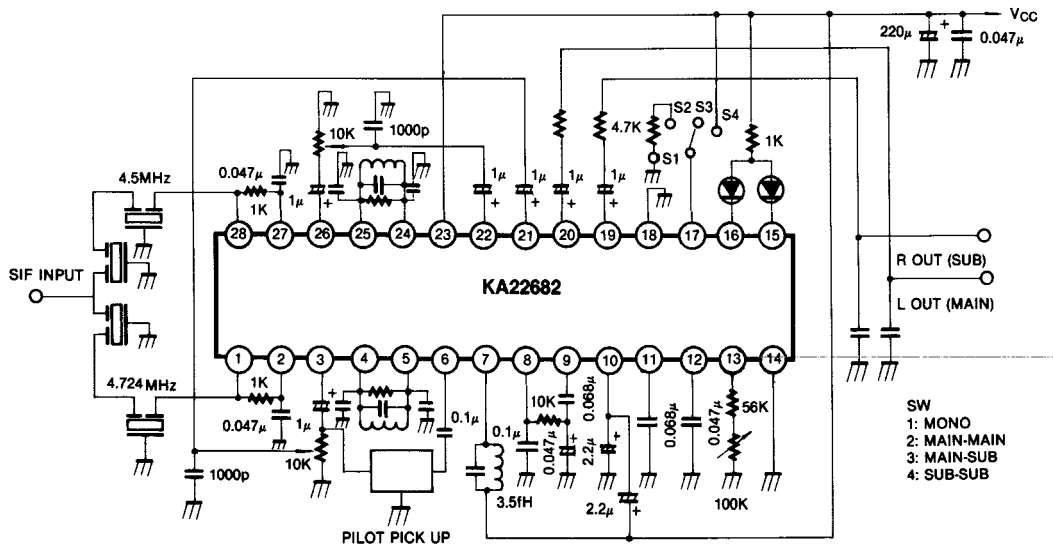 VCC
220μ
+
0.047μ
S2
S3
S4
4.7K
S1
1K
10K
1000p
0.047μ
1K
1μ
1μ
+
1μ
+
1μ
+
1μ
+
4.5MHz
28 27 26 25 24 23 22 21 20 19 18 17 16 15
KA22682
SIF INPUT
R OUT (SUB)
L OUT (MAIN)
1 2 3 4 5 6 7 8 9 10 11 12 13 14
4.724MHz
1K
0.047μ
1μ
+
10K
1000p
0.1μ
PILOT PICK UP
3.5fH
0.1μ
10K
0.047μ
+
0.068μ
2.2μ
+
2.2μ
+
0.068μ
0.068μ
0.047μ
56K
100K
SW
1: MONO
2: MAIN-MAIN
3: MAIN-SUB
4: SUB-SUB